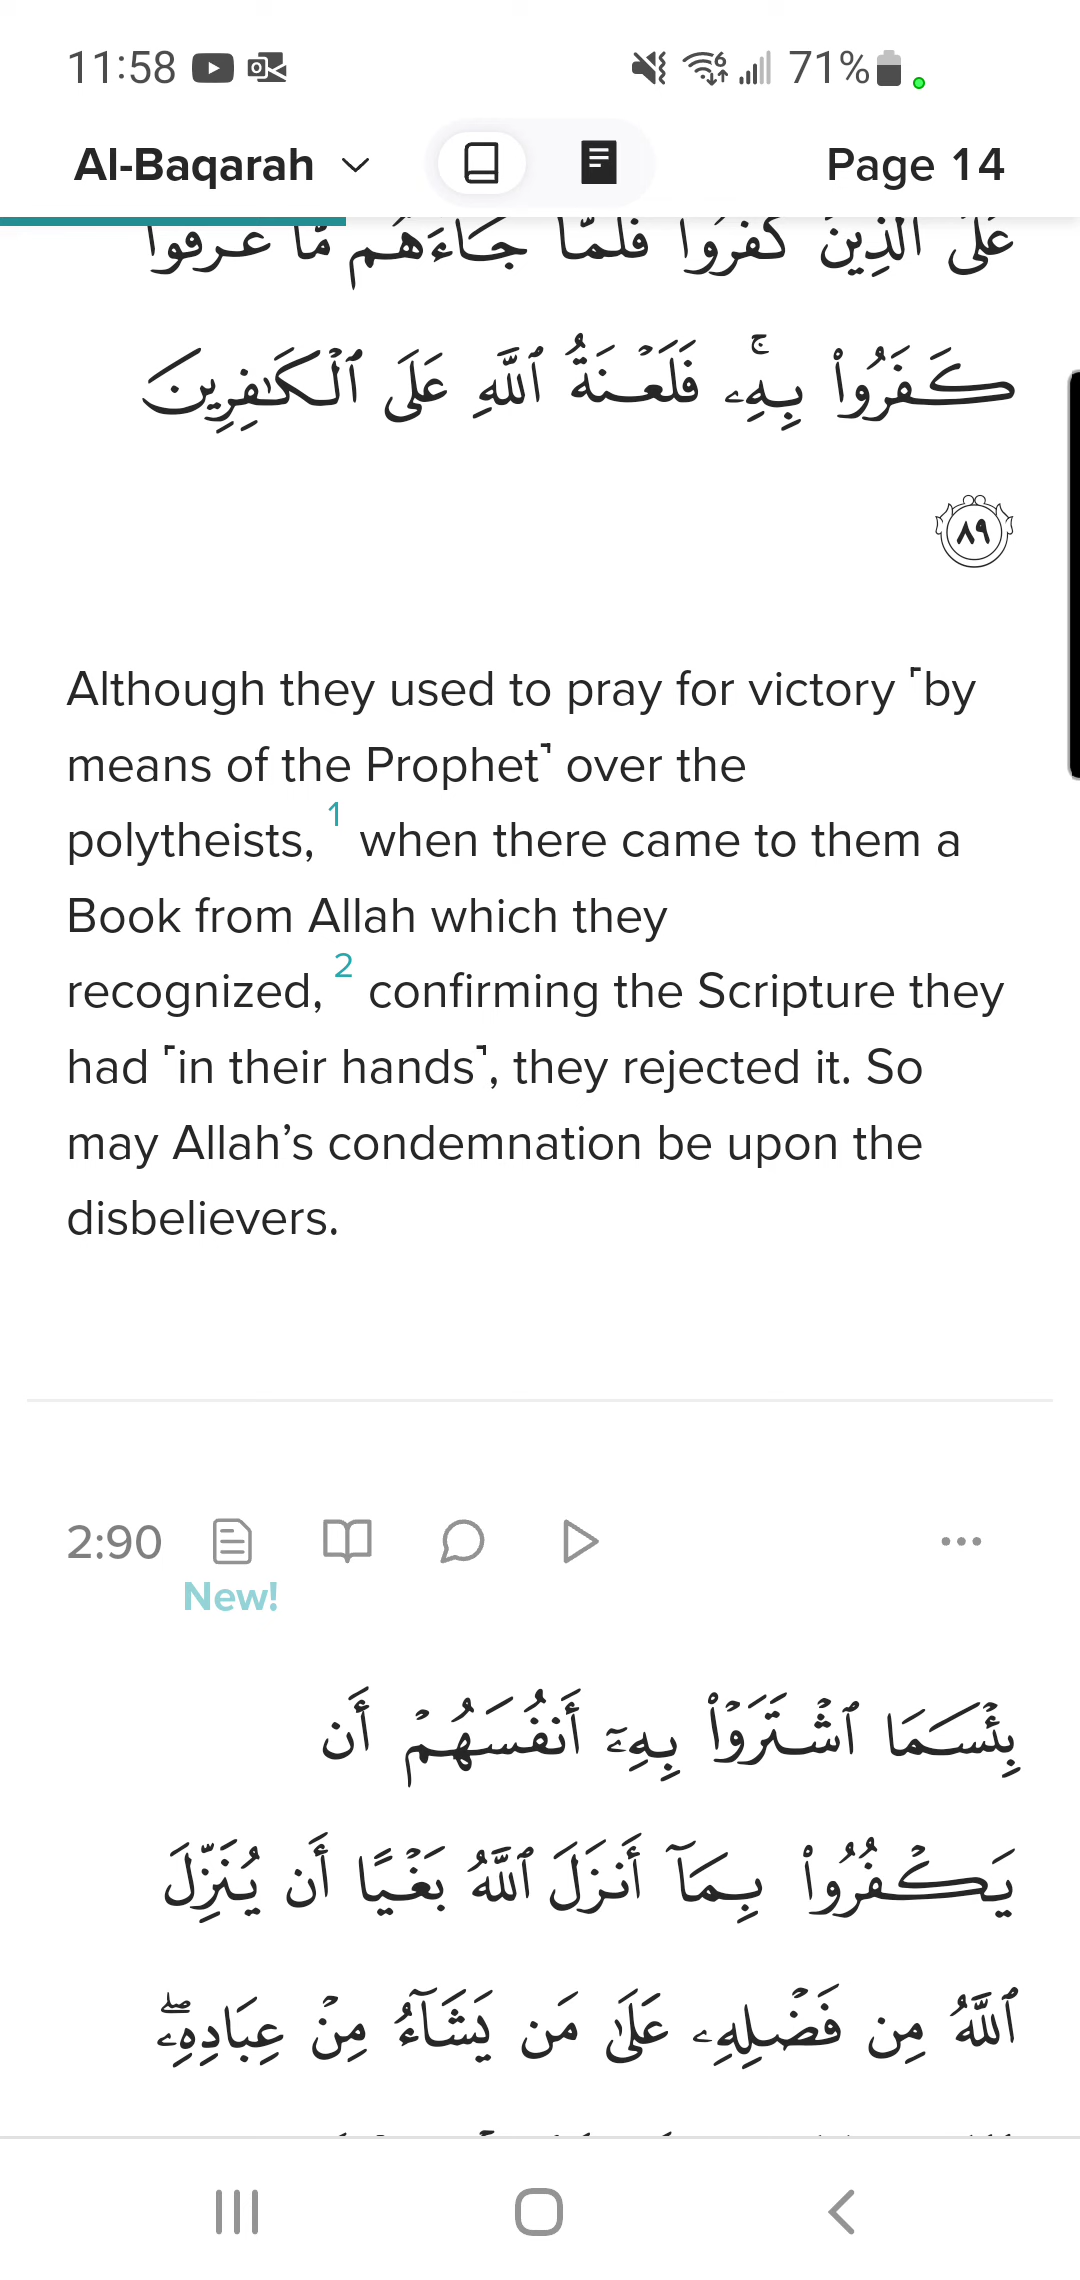 11:58 71%
Al-Baqarah Page 14
عَلَى ٱلَّذِينَ كَفَرُوا۟ فَلَمَّا جَآءَهُم مَّا عَرَفُوا۟
كَفَرُوا۟ بِهِۦ ۚ فَلَعْنَةُ ٱللَّهِ عَلَى ٱلْكَـٰفِرِينَ
٨٩
Although they used to pray for victory ˹by
means of the Prophet˺ over the
polytheists, 1 when there came to them a
Book from Allah which they
recognized, 2 confirming the Scripture they
had ˹in their hands˺, they rejected it. So
may Allah’s condemnation be upon the
disbelievers.
2:90
New!
بِئْسَمَا ٱشْتَرَوْا۟ بِهِۦٓ أَنفُسَهُمْ أَن
يَكْفُرُوا۟ بِمَآ أَنزَلَ ٱللَّهُ بَغْيًا أَن يُنَزِّلَ
ٱللَّهُ مِن فَضْلِهِۦ عَلَىٰ مَن يَشَآءُ مِنْ عِبَادِهِۦ ۖ